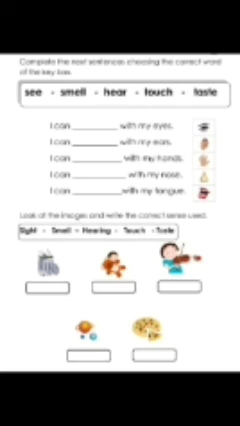 Complete the next sentences choosing the correct word
of the key box.
see - smell - hear - touch - taste
I can __________ with my eyes.
I can __________ with my ears.
I can __________ with my hands.
I can __________ with my nose.
I can __________ with my tongue.
Look at the images and write the correct sense used.
Sight - Smell - Hearing - Touch - Taste